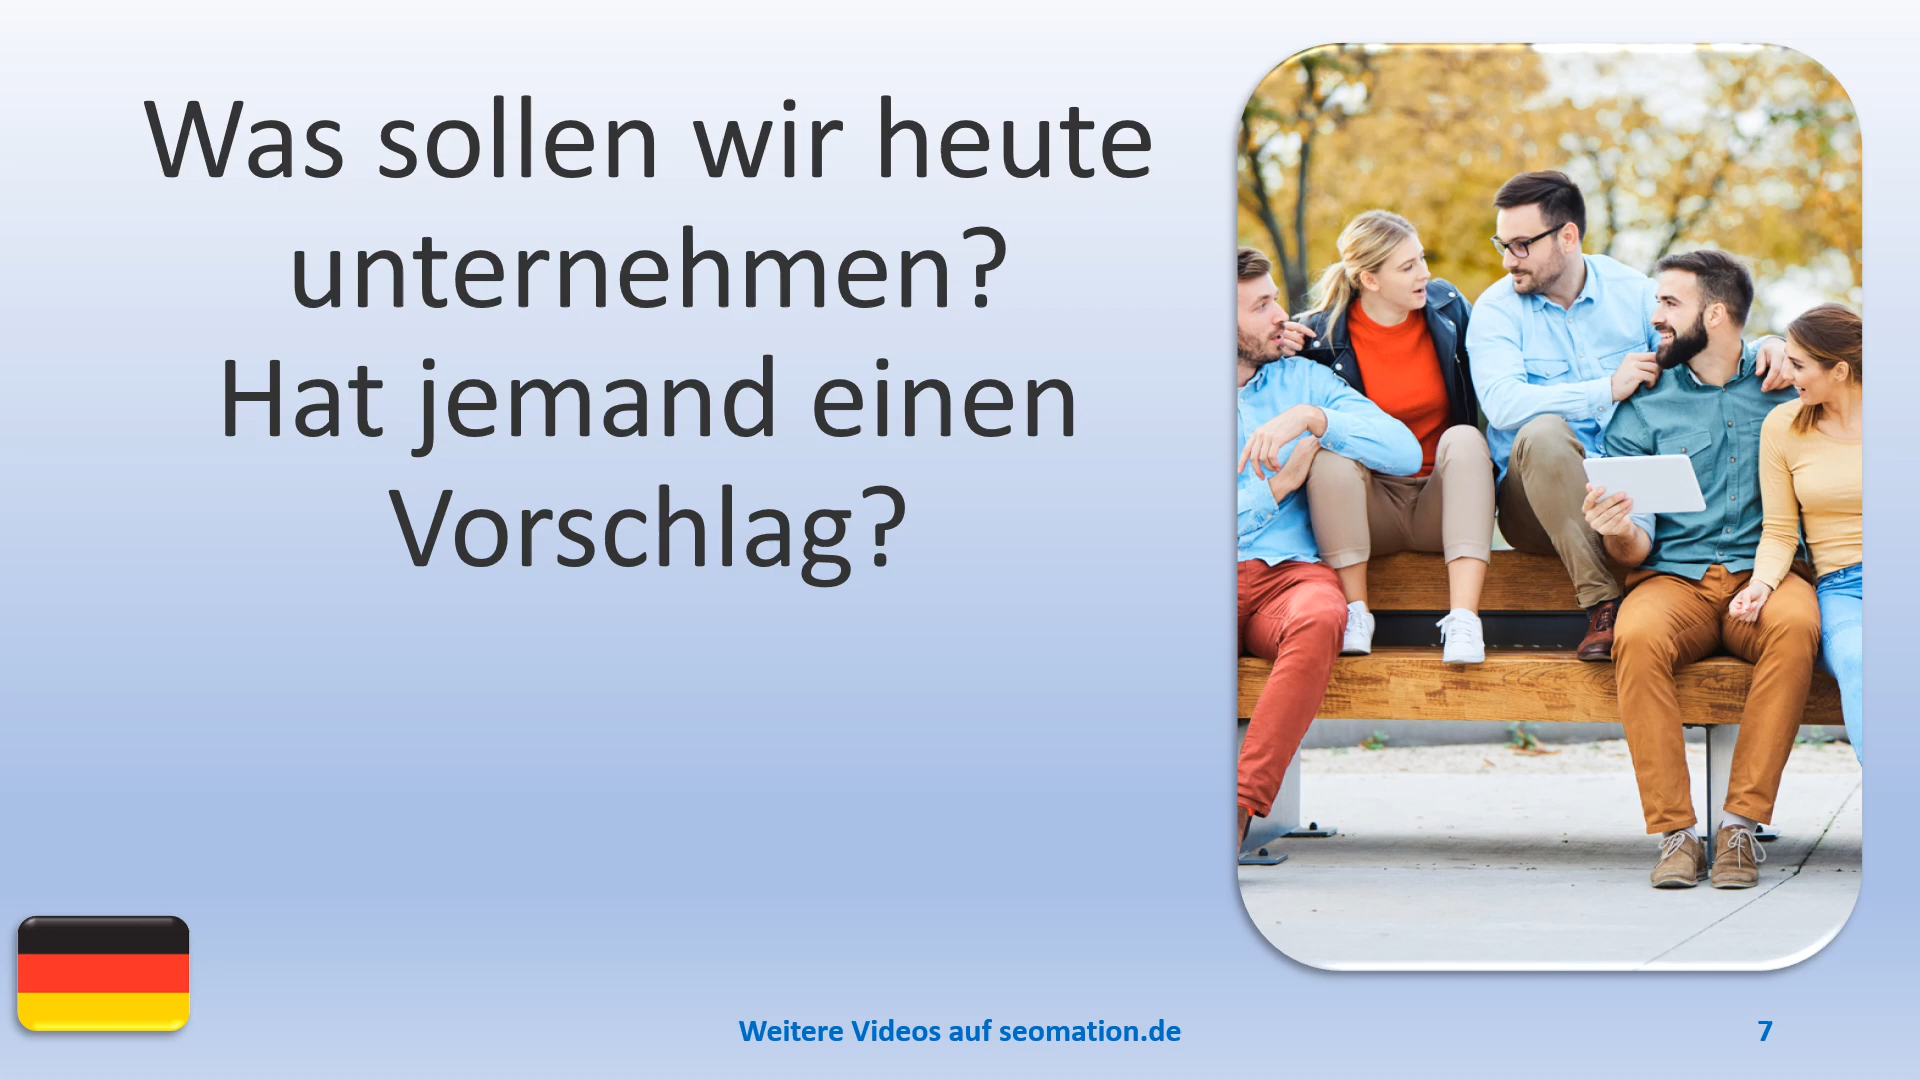 Was sollen wir heute
unternehmen?
Hat jemand einen
Vorschlag?
Weitere Videos auf seomation.de
7